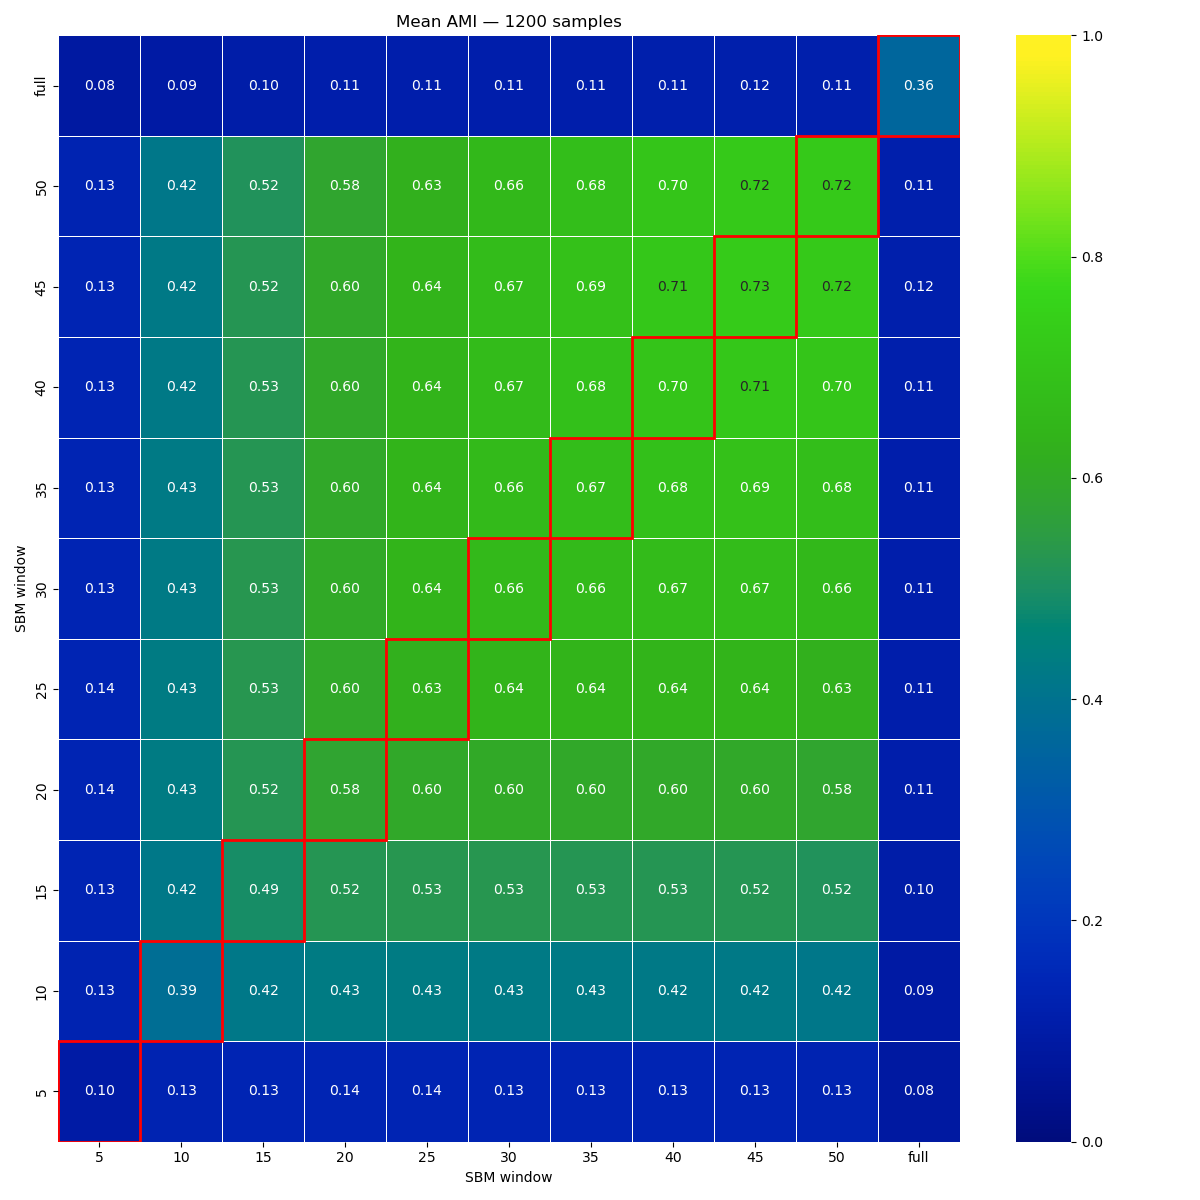 Mean AMI — 1200 samples
full 0.08 0.09 0.10 0.11 0.11 0.11 0.11 0.11 0.12 0.11 0.36
50 0.13 0.42 0.52 0.58 0.63 0.66 0.68 0.70 0.72 0.72 0.11
45 0.13 0.42 0.52 0.60 0.64 0.67 0.69 0.71 0.73 0.72 0.12
40 0.13 0.42 0.53 0.60 0.64 0.67 0.68 0.70 0.71 0.70 0.11
35 0.13 0.43 0.53 0.60 0.64 0.66 0.67 0.68 0.69 0.68 0.11
30 0.13 0.43 0.53 0.60 0.64 0.66 0.66 0.67 0.67 0.66 0.11
25 0.14 0.43 0.53 0.60 0.63 0.64 0.64 0.64 0.64 0.63 0.11
20 0.14 0.43 0.52 0.58 0.60 0.60 0.60 0.60 0.60 0.58 0.11
15 0.13 0.42 0.49 0.52 0.53 0.53 0.53 0.53 0.52 0.52 0.10
10 0.13 0.39 0.42 0.43 0.43 0.43 0.43 0.42 0.42 0.42 0.09
5 0.10 0.13 0.13 0.14 0.14 0.13 0.13 0.13 0.13 0.13 0.08
5 10 15 20 25 30 35 40 45 50 full
SBM window
SBM window
1.0
0.8
0.6
0.4
0.2
0.0